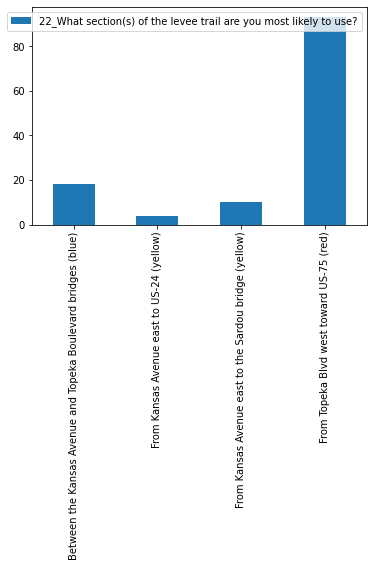 22_What section(s) of the levee trail are you most likely to use?
80
60
40
20
0
Between the Kansas Avenue and Topeka Boulevard bridges (blue)
From Kansas Avenue east to US-24 (yellow)
From Kansas Avenue east to the Sardou bridge (yellow)
From Topeka Blvd west toward US-75 (red)